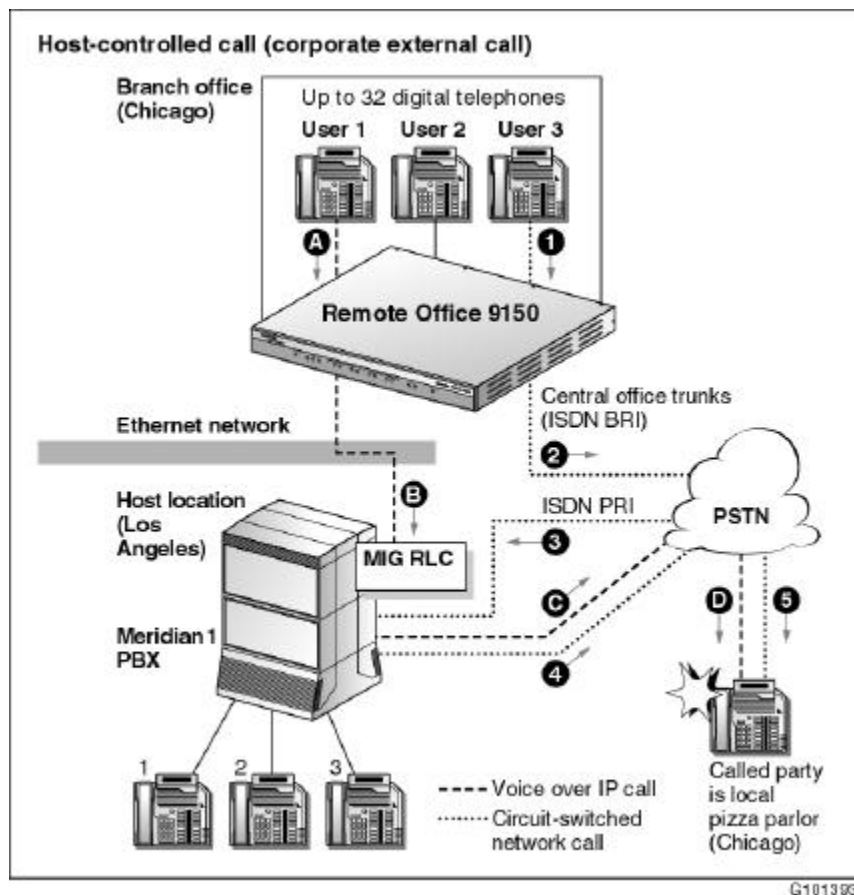 Host-controlled call (corporate external call)
Branch office
(Chicago)
Up to 32 digital telephones
User 1 User 2 User 3
A
1
Remote Office 9150
Central office trunks
(ISDN BRI)
2
Ethernet network
B
Host location
(Los
Angeles)
ISDN PRI
PSTN
3
MIG RLC
C
D
5
Meridian 1
PBX
4
1 2 3
Voice over IP call
Circuit-switched
network call
Called party
is local
pizza parlor
(Chicago)
G101393